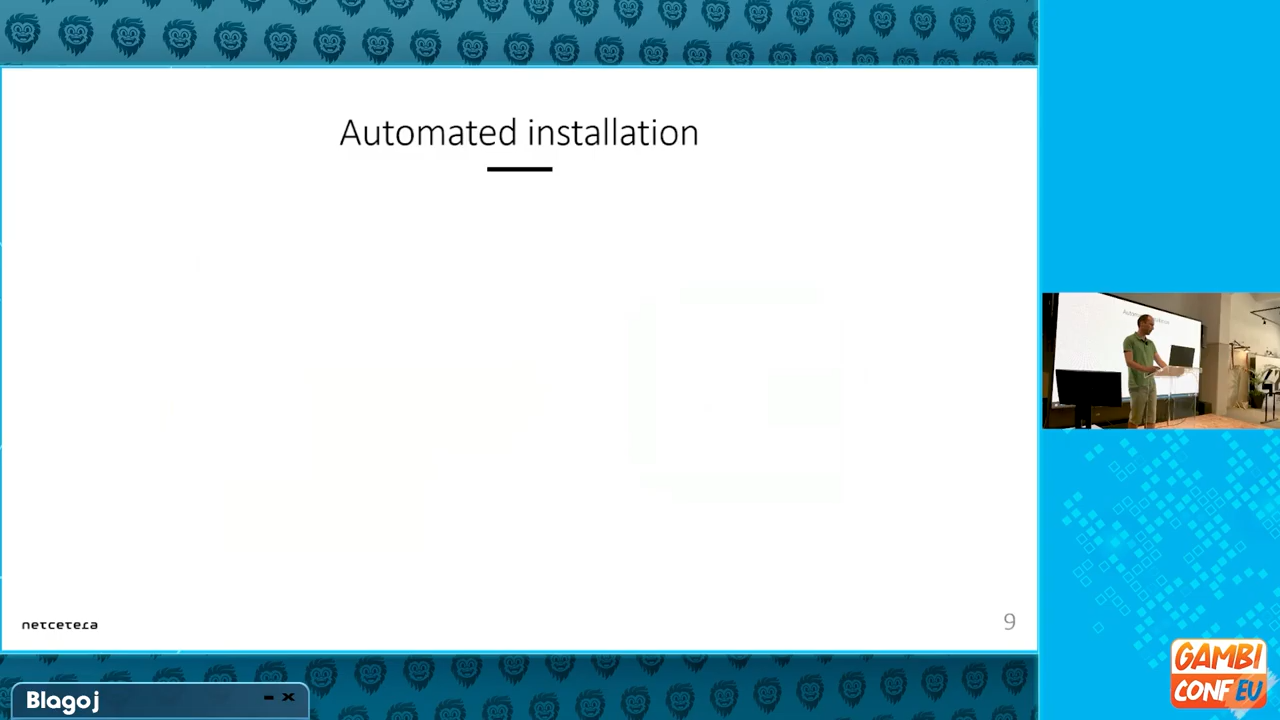 Automated installation
netcetera
9
Blagoj
GAMBI
CONF EU